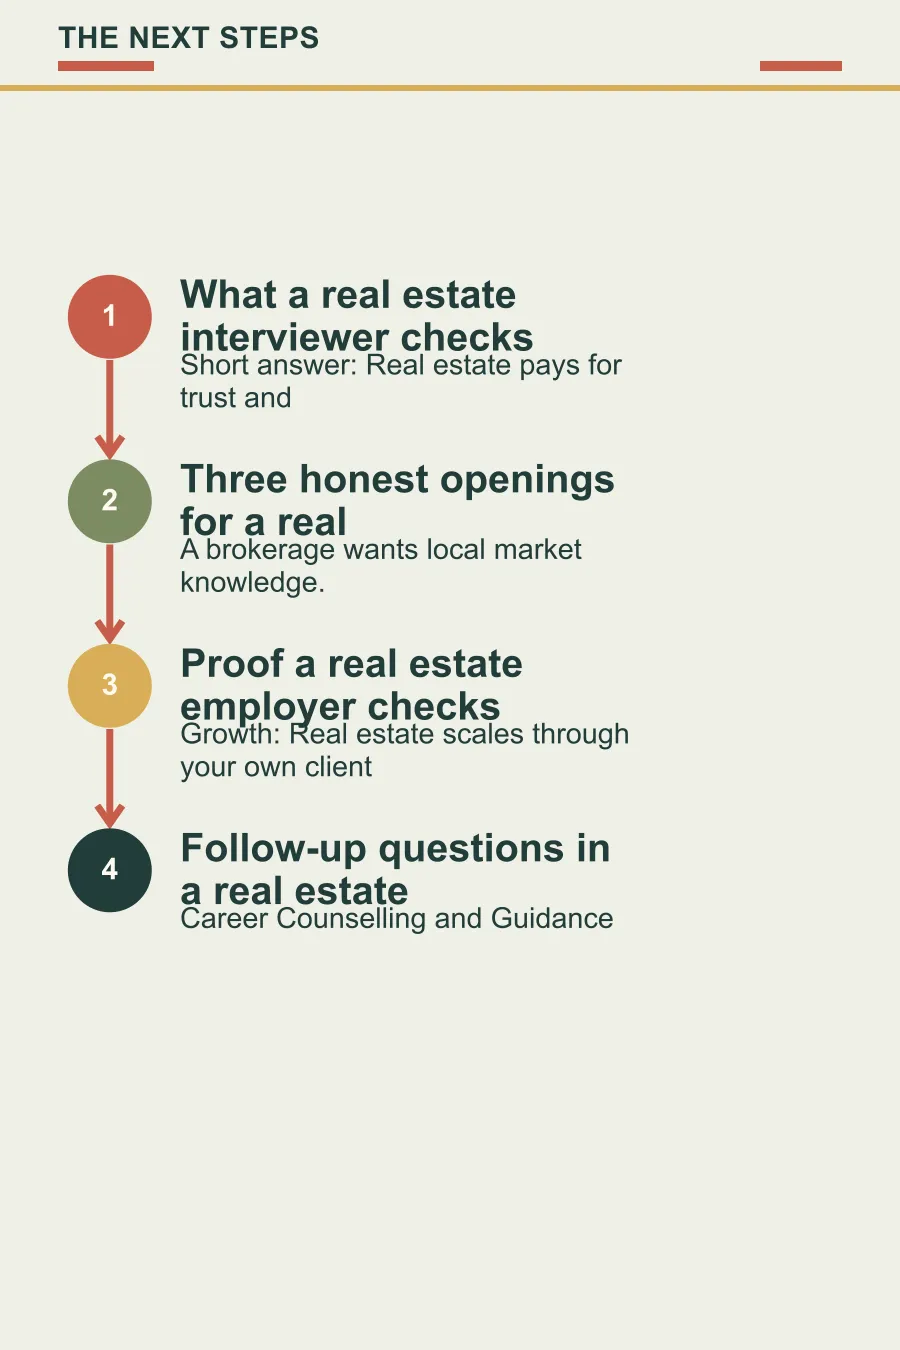 THE NEXT STEPS
1
What a real estate
interviewer checks
Short answer: Real estate pays for
trust and
2
Three honest openings
for a real
A brokerage wants local market
knowledge.
3
Proof a real estate
employer checks
Growth: Real estate scales through
your own client
4
Follow-up questions in
a real estate
Career Counselling and Guidance